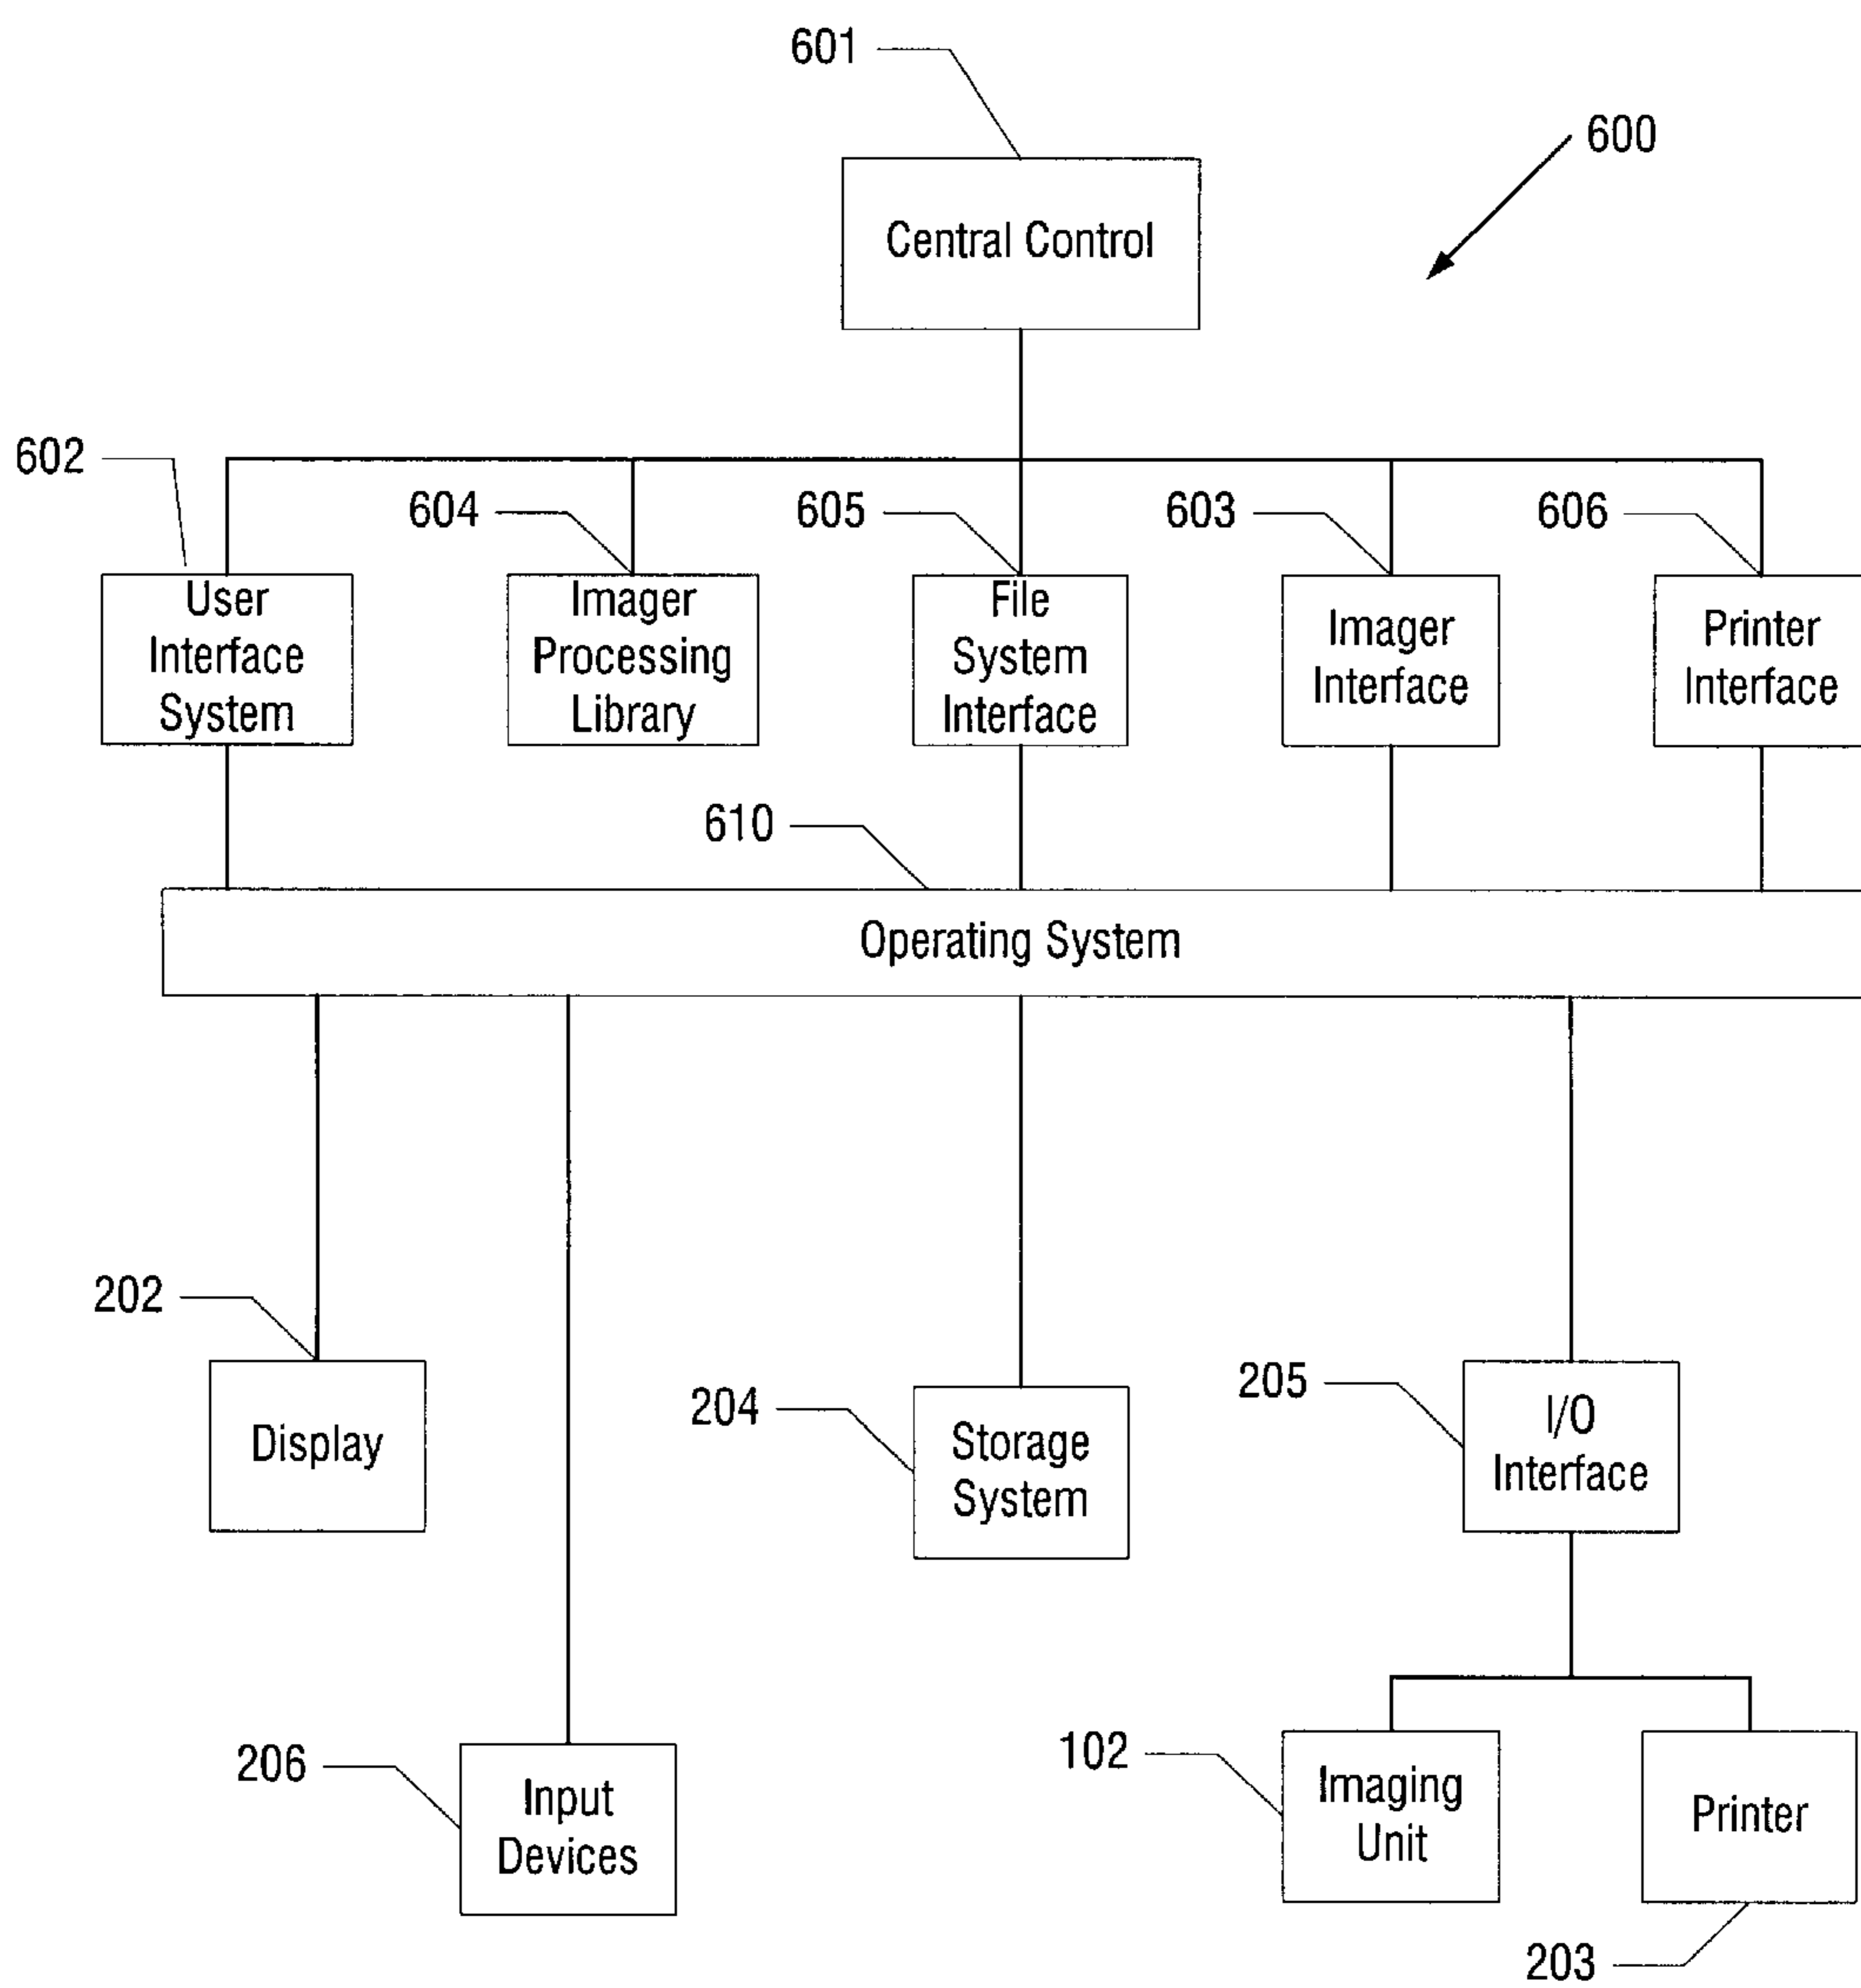 601
600
Central Control
602
604
605
603
606
User
Interface
System
Imager
Processing
Library
File
System
Interface
Imager
Interface
Printer
Interface
610
Operating System
202
Display
204
Storage
System
205
I/O
Interface
206
Input
Devices
102
Imaging
Unit
Printer
203